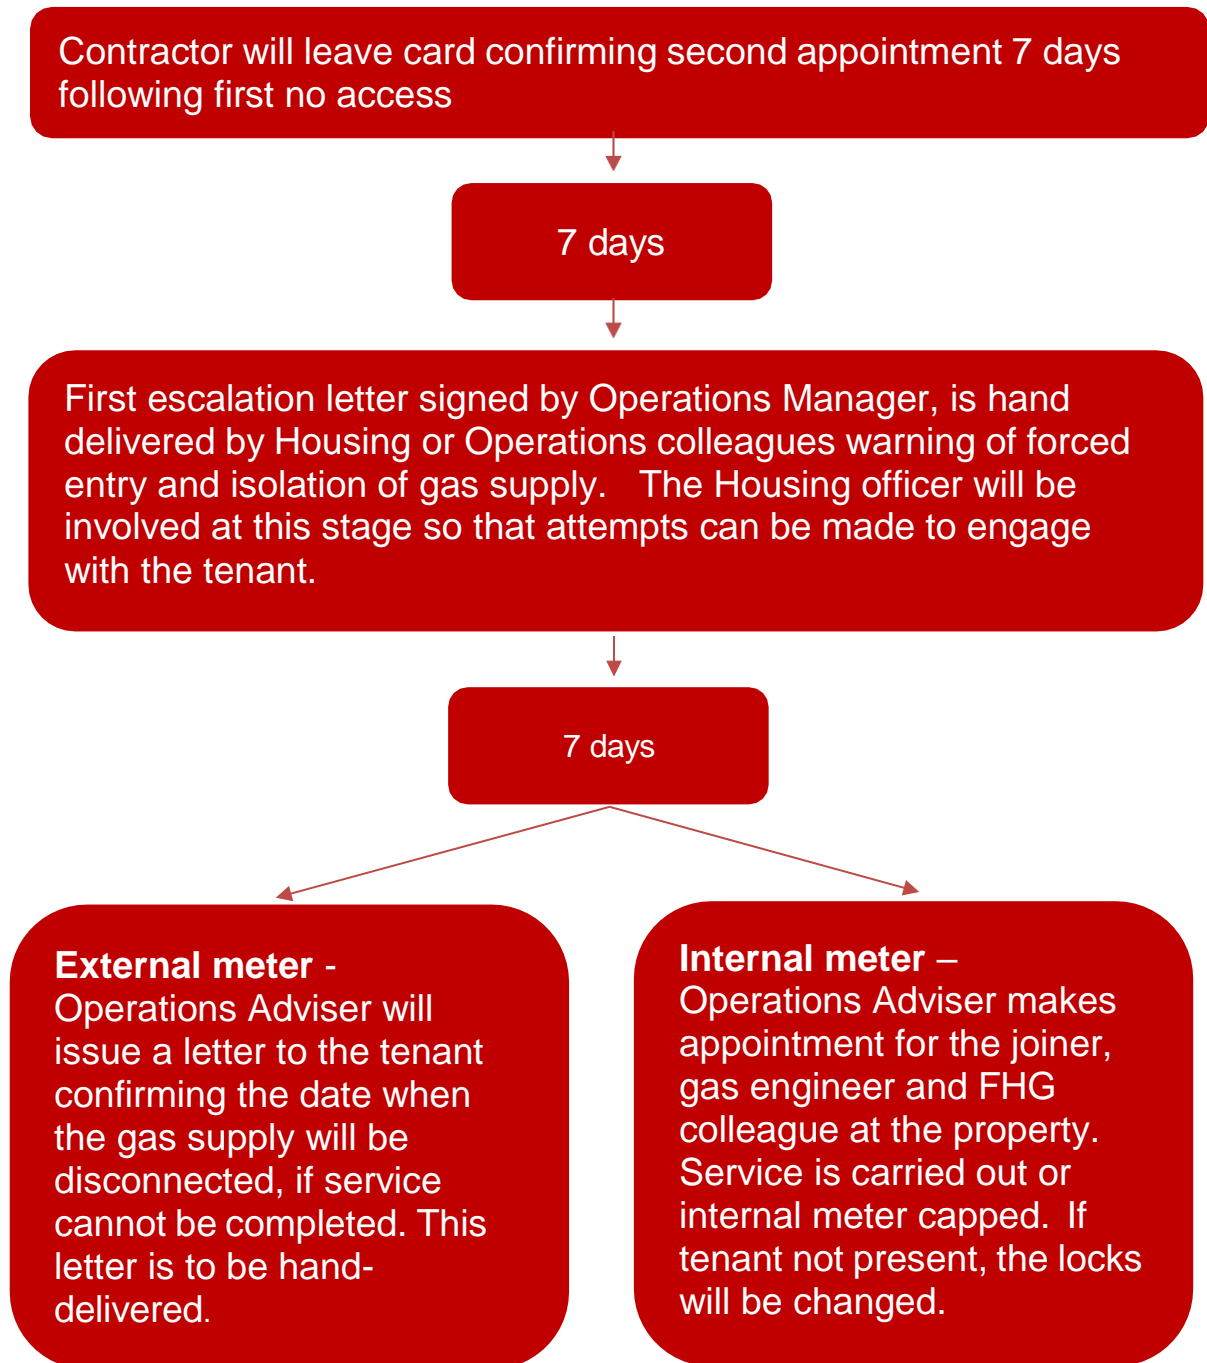 Contractor will leave card confirming second appointment 7 days
following first no access
7 days
First escalation letter signed by Operations Manager, is hand
delivered by Housing or Operations colleagues warning of forced
entry and isolation of gas supply.   The Housing officer will be
involved at this stage so that attempts can be made to engage
with the tenant.
7 days
External meter -
Operations Adviser will
issue a letter to the tenant
confirming the date when
the gas supply will be
disconnected, if service
cannot be completed. This
letter is to be hand-
delivered.
Internal meter –
Operations Adviser makes
appointment for the joiner,
gas engineer and FHG
colleague at the property.
Service is carried out or
internal meter capped.  If
tenant not present, the locks
will be changed.